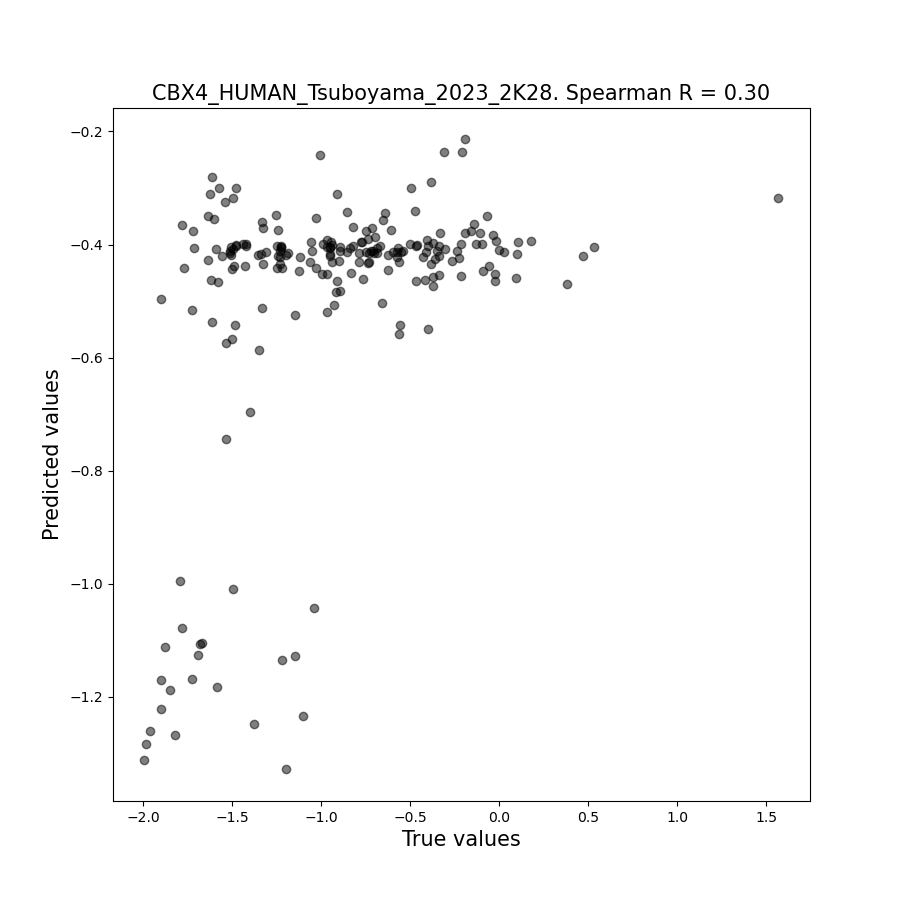 CBX4_HUMAN_Tsuboyama_2023_2K28. Spearman R = 0.30
−0.2
−0.4
−0.6
−0.8
−1.0
−1.2
Predicted values
−2.0 −1.5 −1.0 −0.5 0.0 0.5 1.0 1.5
True values